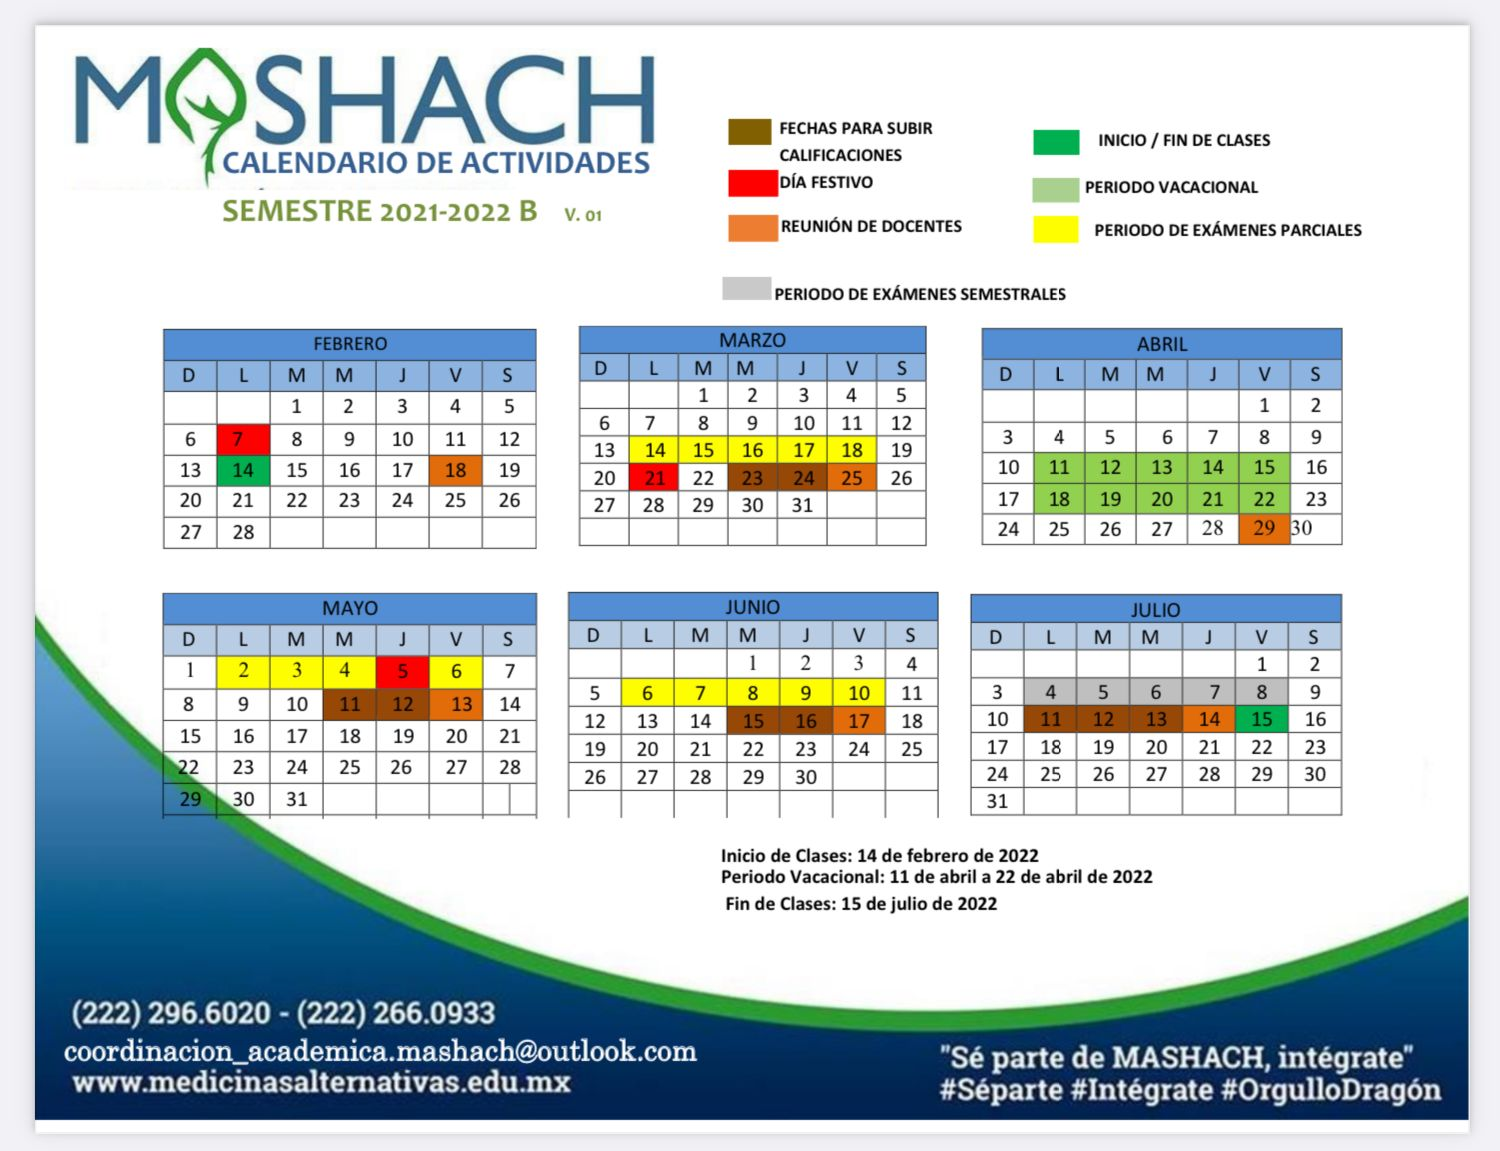 MASHACH
CALENDARIO DE ACTIVIDADES
SEMESTRE 2021-2022 B V. 01
FECHAS PARA SUBIR
CALIFICACIONES
DÍA FESTIVO
REUNIÓN DE DOCENTES
INICIO / FIN DE CLASES
PERIODO VACACIONAL
PERIODO DE EXÁMENES PARCIALES
PERIODO DE EXÁMENES SEMESTRALES
FEBRERO
D L M M J V S
1 2 3 4 5
6 7 8 9 10 11 12
13 14 15 16 17 18 19
20 21 22 23 24 25 26
27 28
MARZO
D L M M J V S
1 2 3 4 5
6 7 8 9 10 11 12
13 14 15 16 17 18 19
20 21 22 23 24 25 26
27 28 29 30 31
ABRIL
D L M M J V S
1 2
3 4 5 6 7 8 9
10 11 12 13 14 15 16
17 18 19 20 21 22 23
24 25 26 27 28 29 30
MAYO
D L M M J V S
1 2 3 4 5 6 7
8 9 10 11 12 13 14
15 16 17 18 19 20 21
22 23 24 25 26 27 28
29 30 31
JUNIO
D L M M J V S
1 2 3 4
5 6 7 8 9 10 11
12 13 14 15 16 17 18
19 20 21 22 23 24 25
26 27 28 29 30
JULIO
D L M M J V S
1 2
3 4 5 6 7 8 9
10 11 12 13 14 15 16
17 18 19 20 21 22 23
24 25 26 27 28 29 30
31
Inicio de Clases: 14 de febrero de 2022
Periodo Vacacional: 11 de abril a 22 de abril de 2022
Fin de Clases: 15 de julio de 2022
(222) 296.6020 - (222) 266.0933
coordinacion_academica.mashach@outlook.com
www.medicinasalternativas.edu.mx
"Sé parte de MASHACH, intégrate"
#Séparte #Intégrate #OrgulloDragón